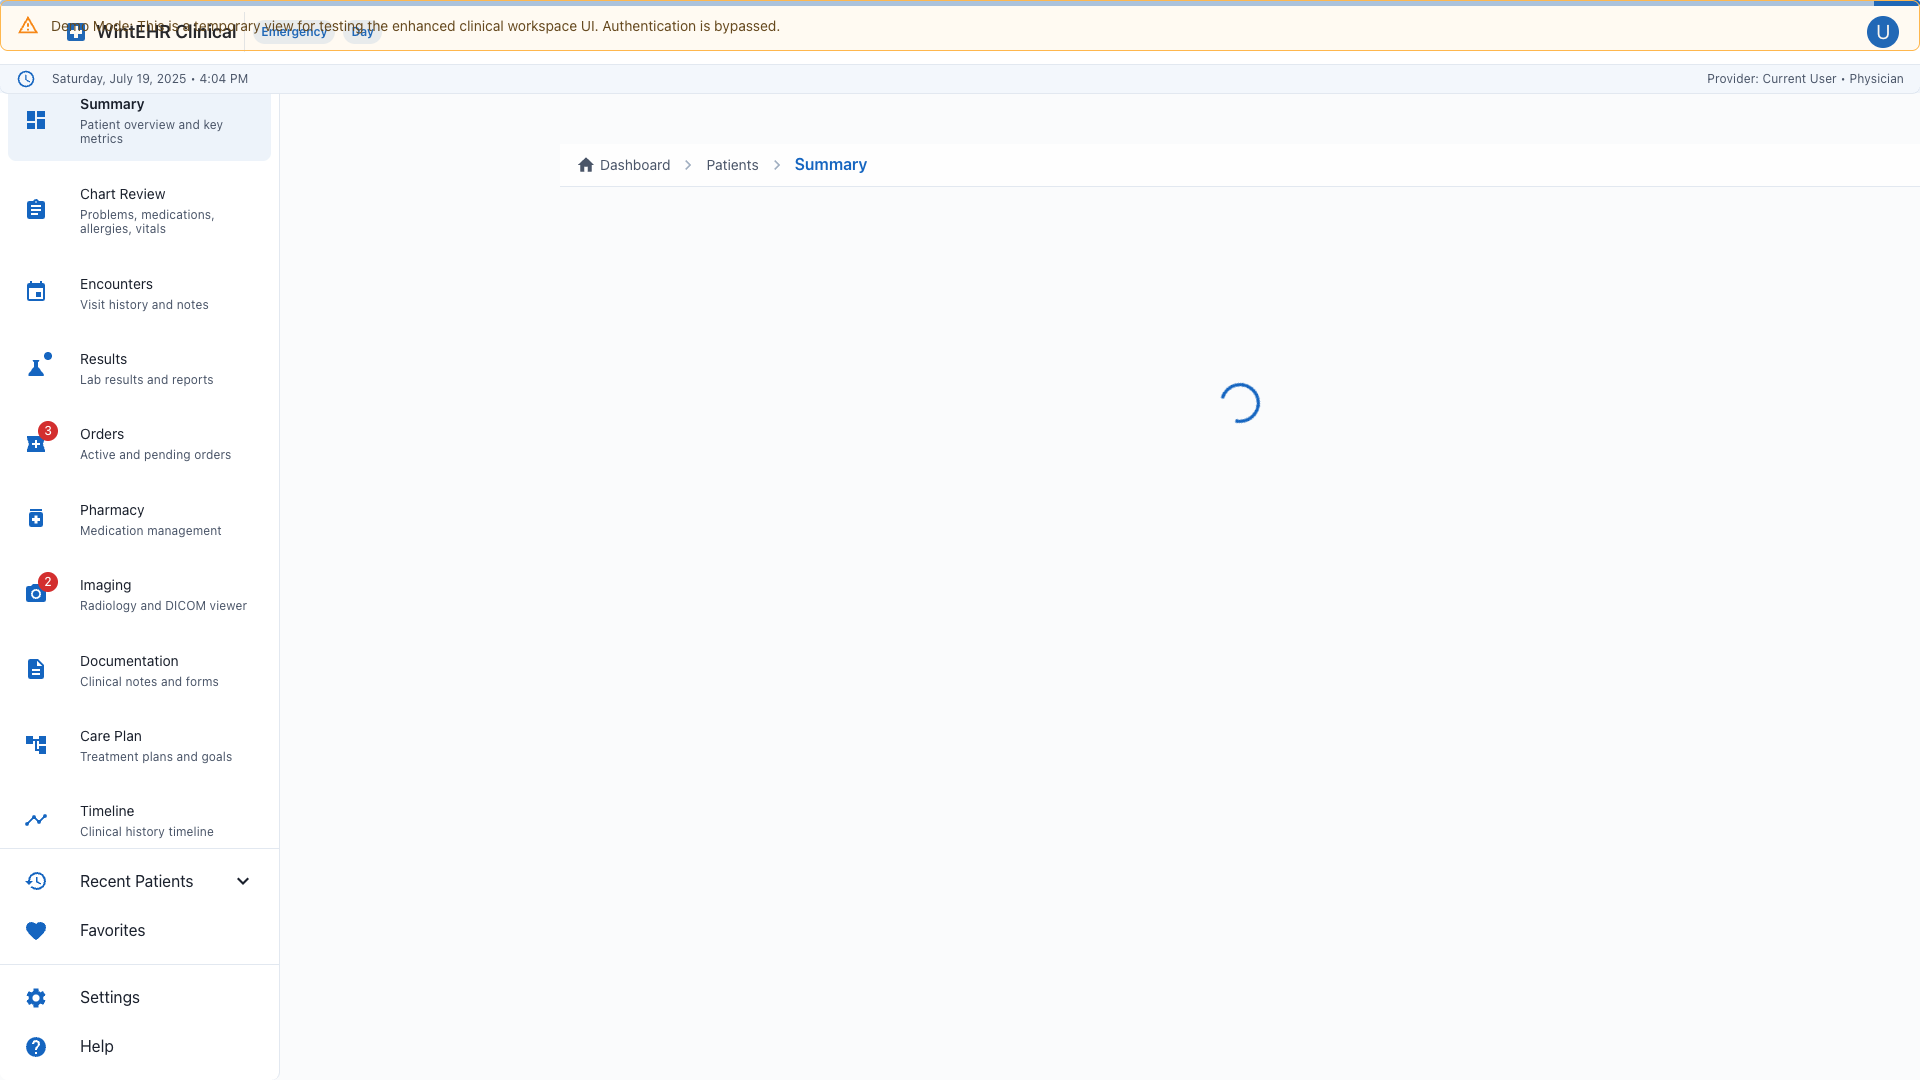 Demo Mode: This is a temporary view for testing the enhanced clinical workspace UI. Authentication is bypassed.
WintEHR Clinical
Emergency
Day
U
Saturday, July 19, 2025 • 4:04 PM
Provider: Current User • Physician
Summary
Patient overview and key
metrics
Dashboard
Patients
Summary
Chart Review
Problems, medications,
allergies, vitals
Encounters
Visit history and notes
Results
Lab results and reports
3
Orders
Active and pending orders
Pharmacy
Medication management
2
Imaging
Radiology and DICOM viewer
Documentation
Clinical notes and forms
Care Plan
Treatment plans and goals
Timeline
Clinical history timeline
Recent Patients
Favorites
Settings
Help